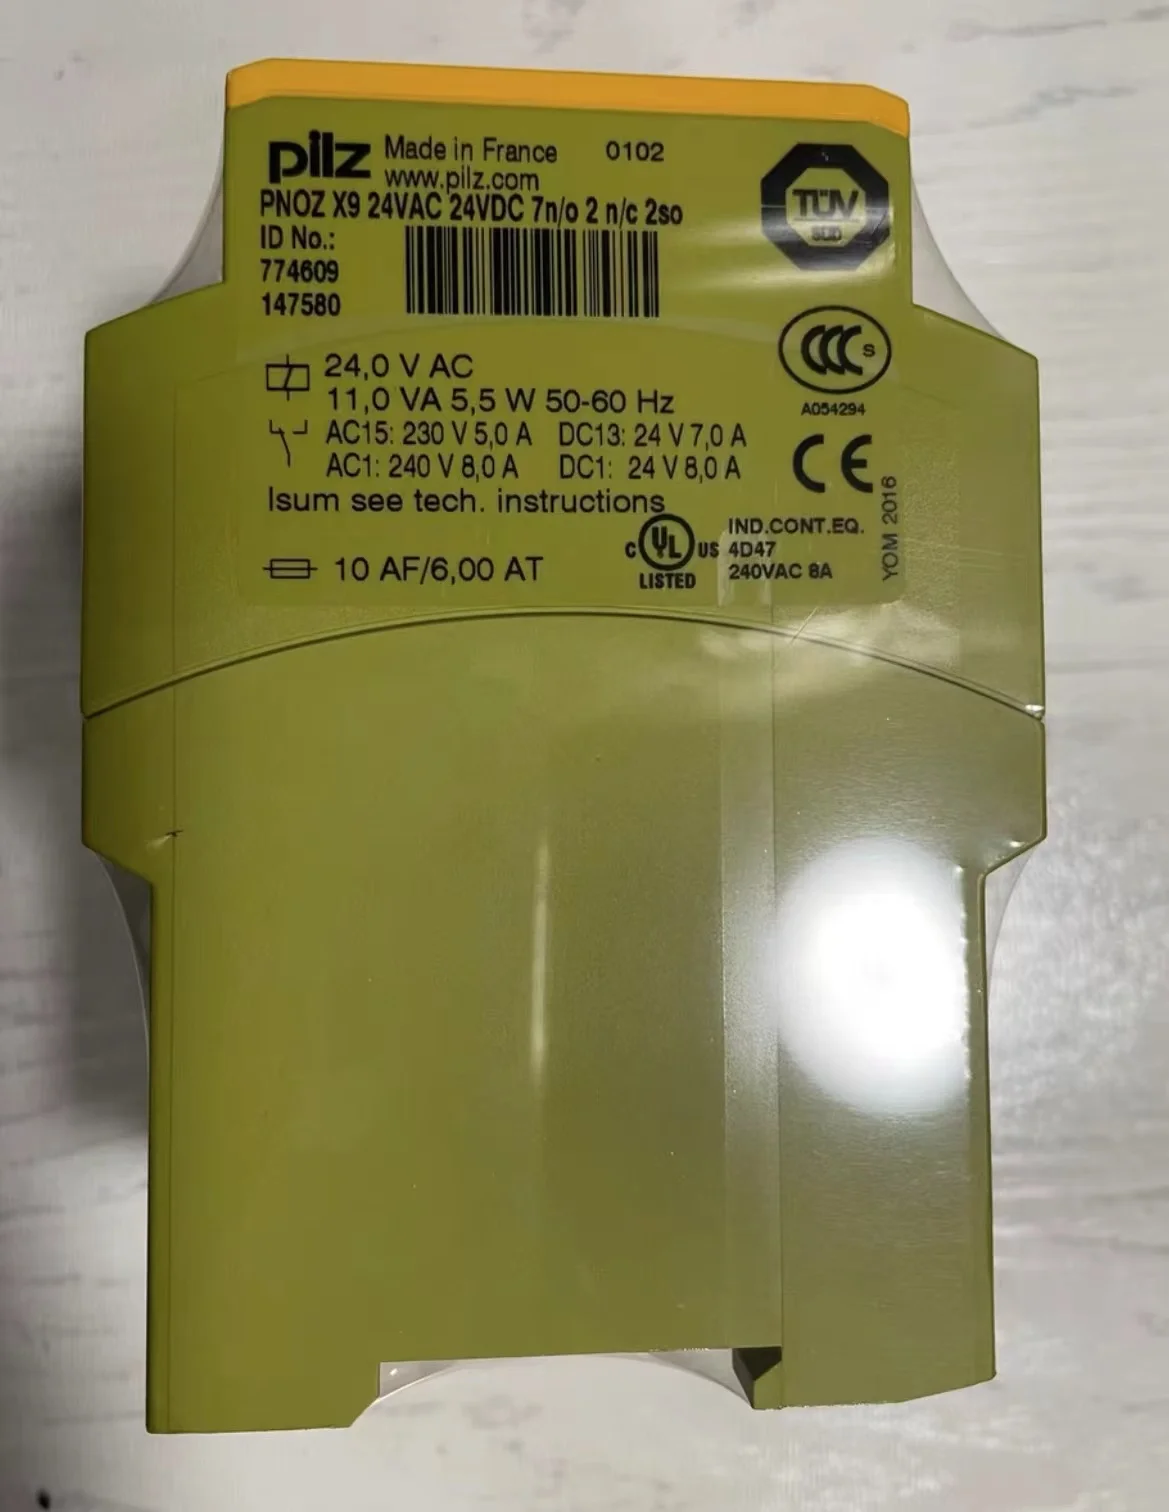 pilz Made in France 0102
www.pilz.com
PNOZ X9 24VAC 24VDC 7n/o 2 n/c 2so
ID No.:
774609
147580
TÜV
SÜD
CCC S
A054294
24,0 V AC
11,0 VA 5,5 W 50-60 Hz
AC15: 230 V 5,0 A DC13: 24 V 7,0 A
AC1: 240 V 8,0 A DC1: 24 V 8,0 A
Isum see tech. instructions
CE
10 AF/6,00 AT
C UL US
LISTED
IND.CONT.EQ.
4D47
240VAC 8A
YOM 2016